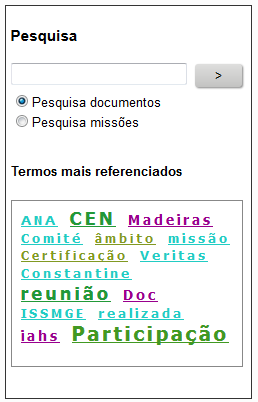 Pesquisa
>
Pesquisa documentos
Pesquisa missões
Termos mais referenciados
ANA CEN Madeiras
Comité âmbito missão
Certificação Veritas
Constantine
reunião Doc
ISSMGE realizada
iahs Participação